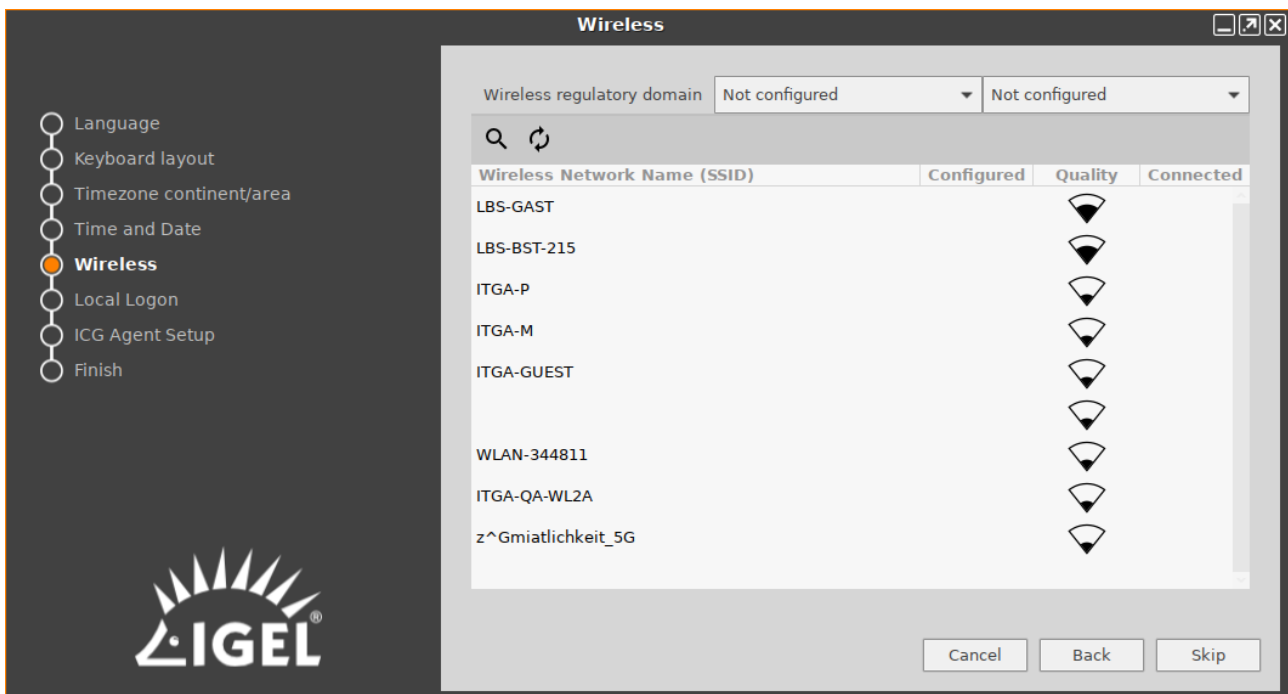 Wireless
Language
Keyboard layout
Timezone continent/area
Time and Date
Wireless
Local Logon
ICG Agent Setup
Finish
IGEL®
Wireless regulatory domain Not configured Not configured
Wireless Network Name (SSID) Configured Quality Connected
LBS-GAST
LBS-BST-215
ITGA-P
ITGA-M
ITGA-GUEST
WLAN-344811
ITGA-QA-WL2A
z^Gmiatlichkeit_5G
Cancel Back Skip